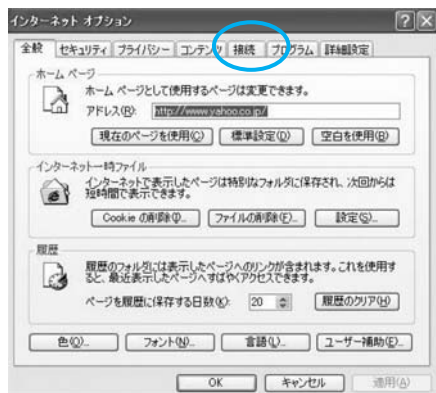 インターネット オプション
全般 セキュリティ プライバシー コンテンツ 接続 プログラム 詳細設定
ホーム ページ
ホーム ページとして使用するページは変更できます。
アドレス(R): http://www.yahoo.co.jp/
現在のページを使用(C) 標準設定(D) 空白を使用(B)
インターネット一時ファイル
インターネットで表示したページは特別なフォルダに保存され、次回からは
短時間で表示できます。
Cookie の削除(I)... ファイルの削除(F)... 設定(S)...
履歴
履歴のフォルダには表示したページへのリンクが含まれます。これを使用す
ると、最近表示したページへすばやくアクセスできます。
ページを履歴に保存する日数(K): 20 履歴のクリア(H)
色(O)... フォント(N)... 言語(L)... ユーザー補助(E)...
OK キャンセル 適用(A)